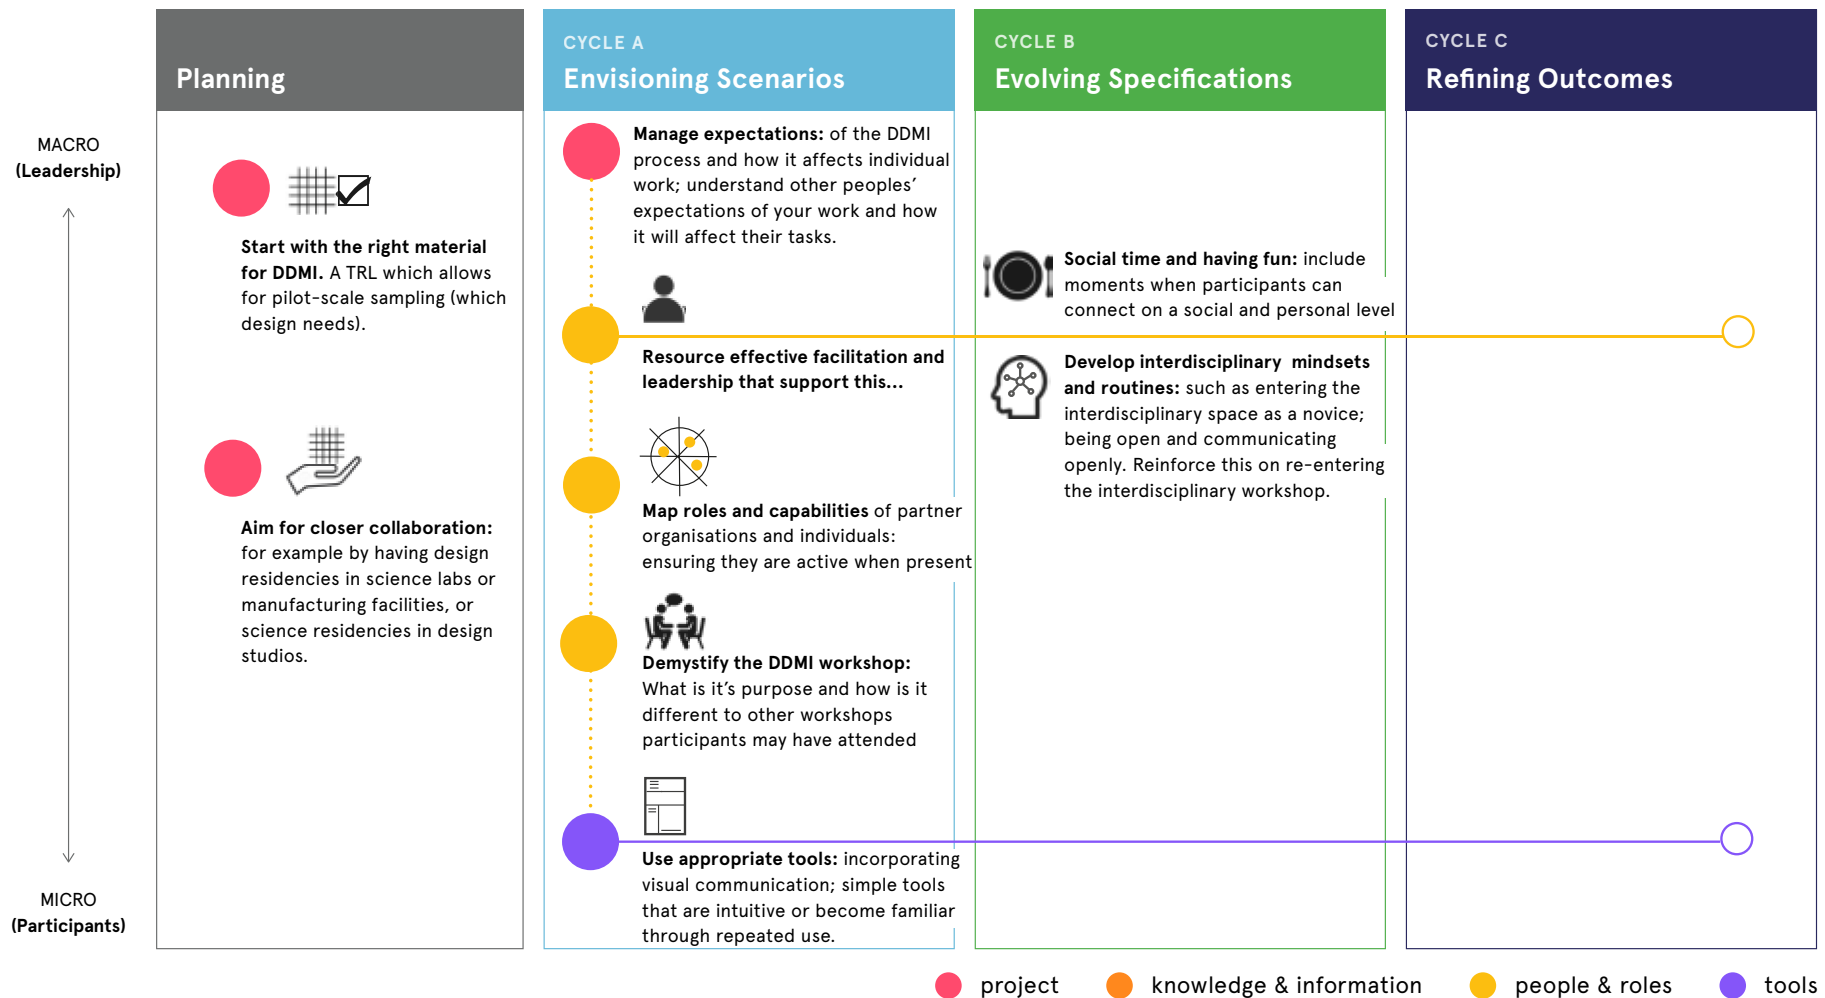 MACRO
(Leadership)
MICRO
(Participants)
Planning
Start with the right material
for DDMI. A TRL which allows
for pilot-scale sampling (which
design needs).
Aim for closer collaboration:
for example by having design
residencies in science labs or
manufacturing facilities, or
science residencies in design
studios.
CYCLE A
Envisioning Scenarios
Manage expectations: of the DDMI
process and how it affects individual
work; understand other peoples’
expectations of your work and how
it will affect their tasks.
Resource effective facilitation and
leadership that support this...
Map roles and capabilities of partner
organisations and individuals:
ensuring they are active when present
Demystify the DDMI workshop:
What is it’s purpose and how is it
different to other workshops
participants may have attended
Use appropriate tools: incorporating
visual communication; simple tools
that are intuitive or become familiar
through repeated use.
CYCLE B
Evolving Specifications
Social time and having fun: include
moments when participants can
connect on a social and personal level
Develop interdisciplinary mindsets
and routines: such as entering the
interdisciplinary space as a novice;
being open and communicating
openly. Reinforce this on re-entering
the interdisciplinary workshop.
CYCLE C
Refining Outcomes
project
knowledge & information
people & roles
tools